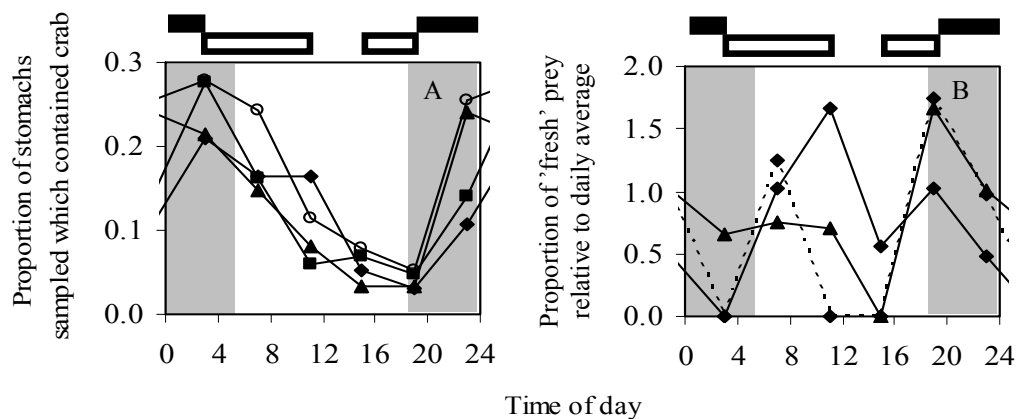 Proportion of stomachs
sampled which contained crab
0.3
0.2
0.1
0.0
A
0 4 8 12 16 20 24
Proportion of 'fresh' prey
relative to daily average
2.0
1.5
1.0
0.5
0.0
B
0 4 8 12 16 20 24
Time of day